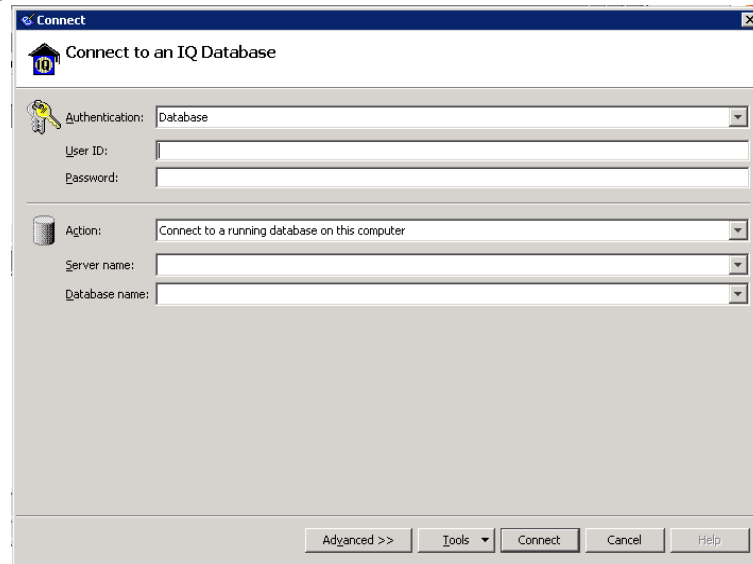 Connect
Connect to an IQ Database
IQ
Authentication: Database
User ID:
Password:
Action: Connect to a running database on this computer
Server name:
Database name:
Advanced >> Tools Connect Cancel Help